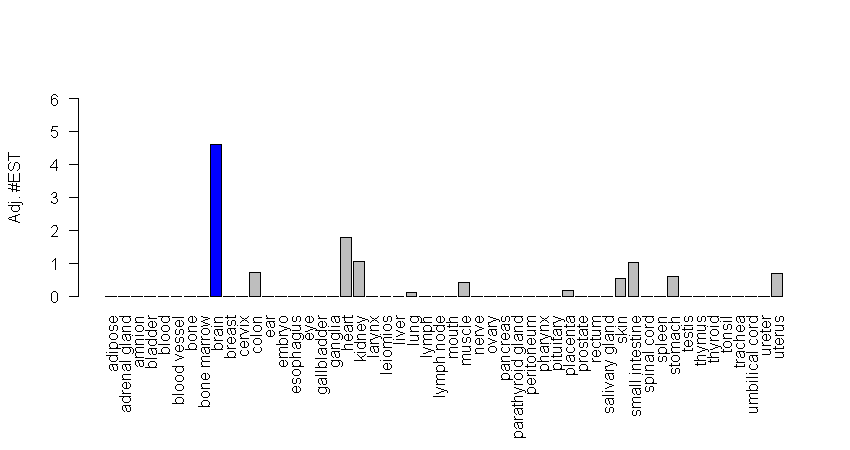 Adj. #EST
6
5
4
3
2
1
0
adipose
adrenal gland
amnion
bladder
blood
blood vessel
bone
bone marrow
brain
breast
cervix
colon
ear
embryo
esophagus
eye
gallbladder
ganglia
heart
kidney
larynx
leiomios
liver
lung
lymph
lymph node
mouth
muscle
nerve
ovary
pancreas
parathyroid gland
peritoneum
pharynx
pituitary
placenta
prostate
rectum
salivary gland
skin
small intestine
spinal cord
spleen
stomach
testis
thymus
thyroid
tonsil
trachea
umbilical cord
ureter
uterus